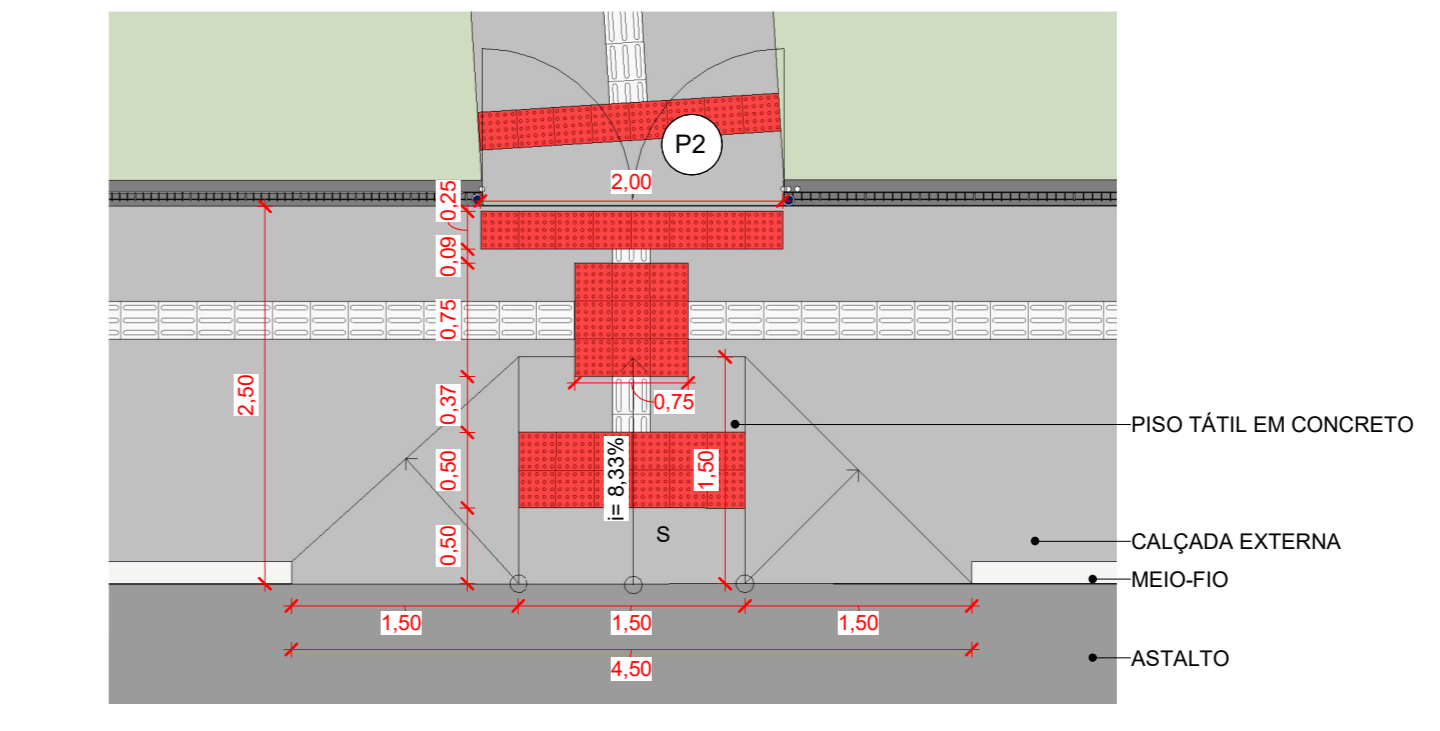 P2
2,00
0,25
0,09
0,75
2,50
0,37
0,75
PISO TÁTIL EM CONCRETO
0,50
i= 8,33%
1,50
0,50
S
CALÇADA EXTERNA
MEIO-FIO
1,50
1,50
1,50
4,50
ASTALTO